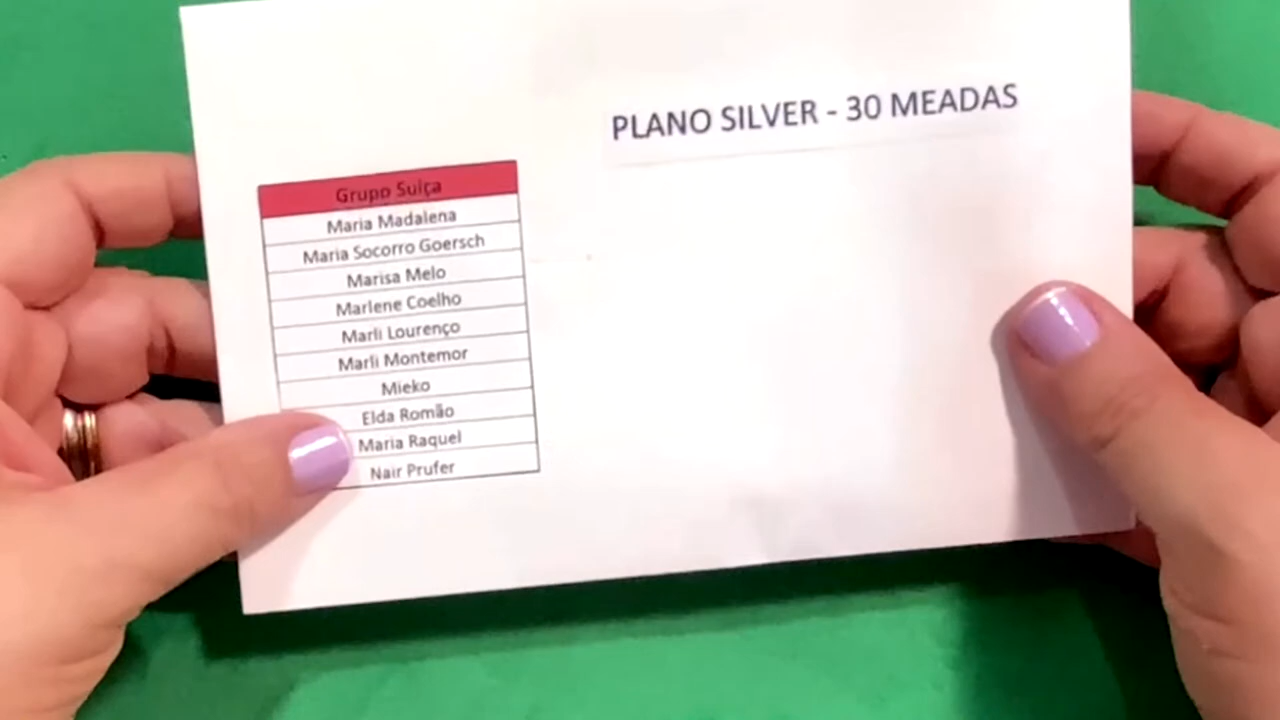 PLANO SILVER - 30 MEADAS
Grupo Suiça
Maria Madalena
Maria Socorro Goersch
Marisa Melo
Marlene Coelho
Marli Lourenço
Marli Montemor
Mieko
Elda Romão
Maria Raquel
Nair Prufer